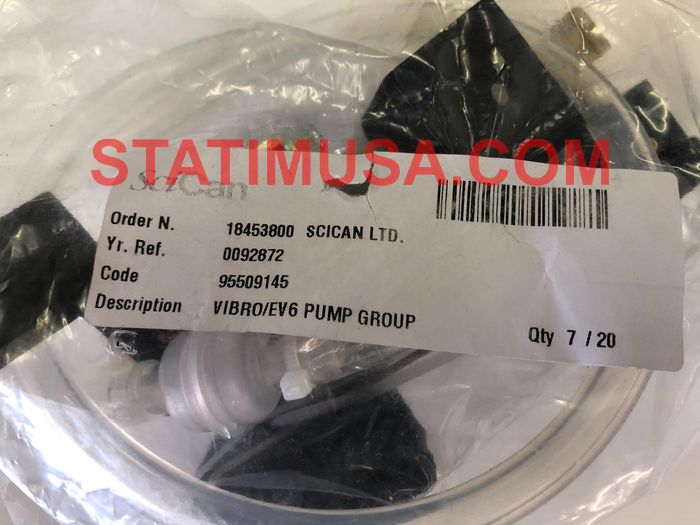 STATIMUSA.COM
SciCan
Order N. 18453800 SCICAN LTD.
Yr. Ref. 0092872
Code 95509145
Description VIBRO/EV6 PUMP GROUP
Qty 7 / 20